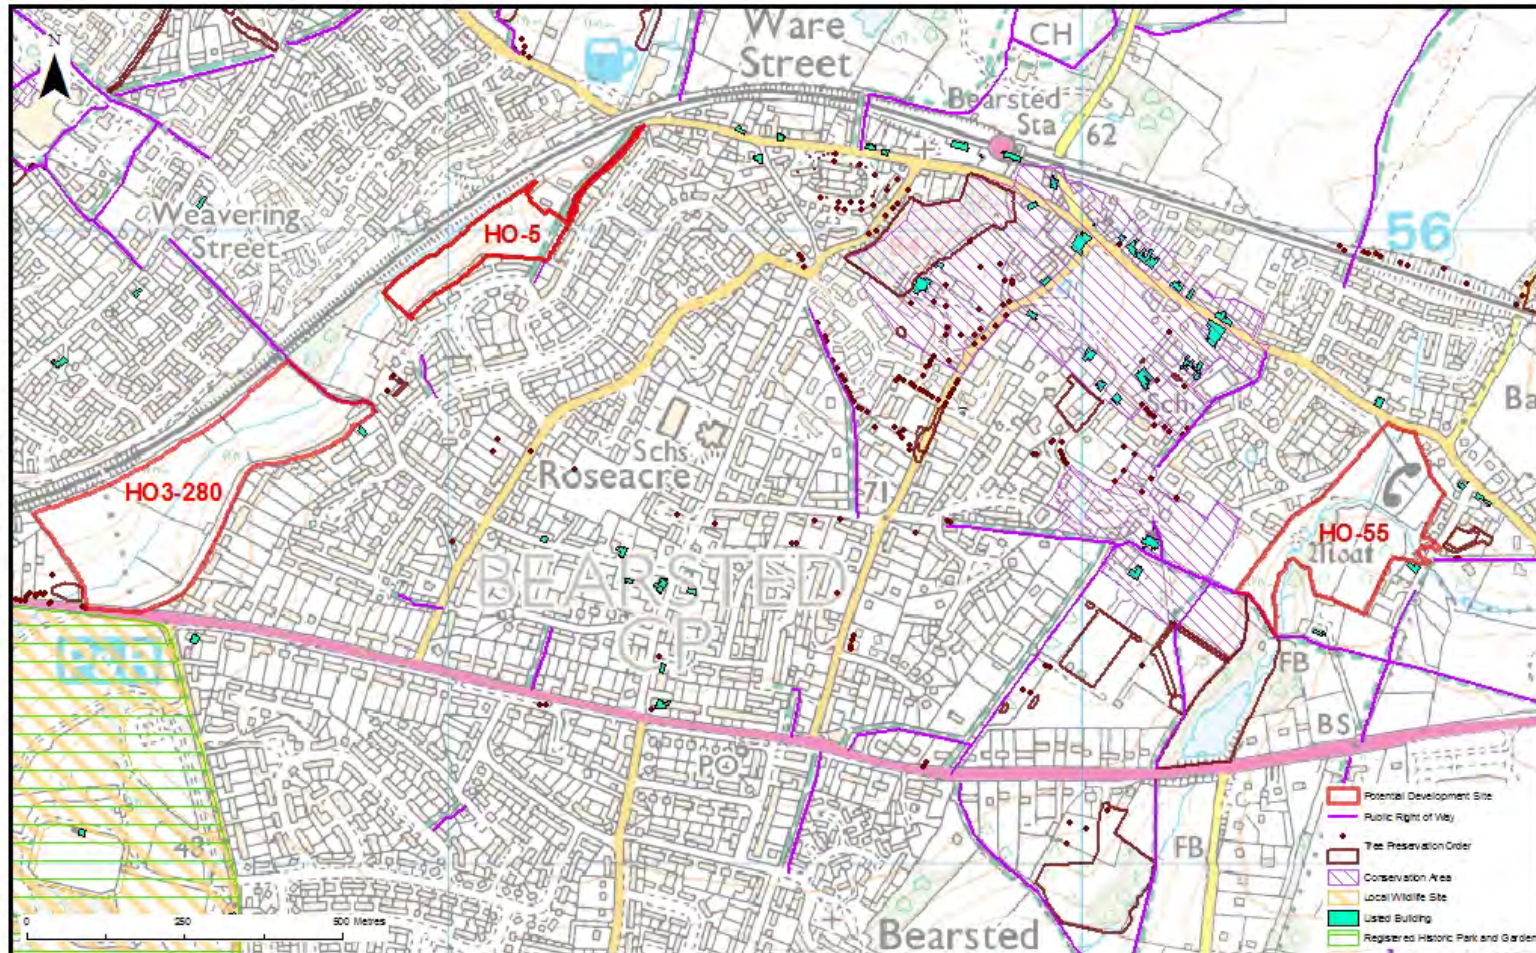 N
Ware
Street
CH
Bearsted
Sta
62
Weavering
Street
HO-5
56
Sch
Ba
Schs
Roseacre
71
HO3-280
HO-55
Moat
BEARSTED
CP
P&R
FB
BS
PO
FB
43
Bearsted
0 250 500 Metres
Potential Development Site
Public Right of Way
Tree Preservation Order
Conservation Area
Local Wildlife Site
Listed Building
Registered Historic Park and Garden